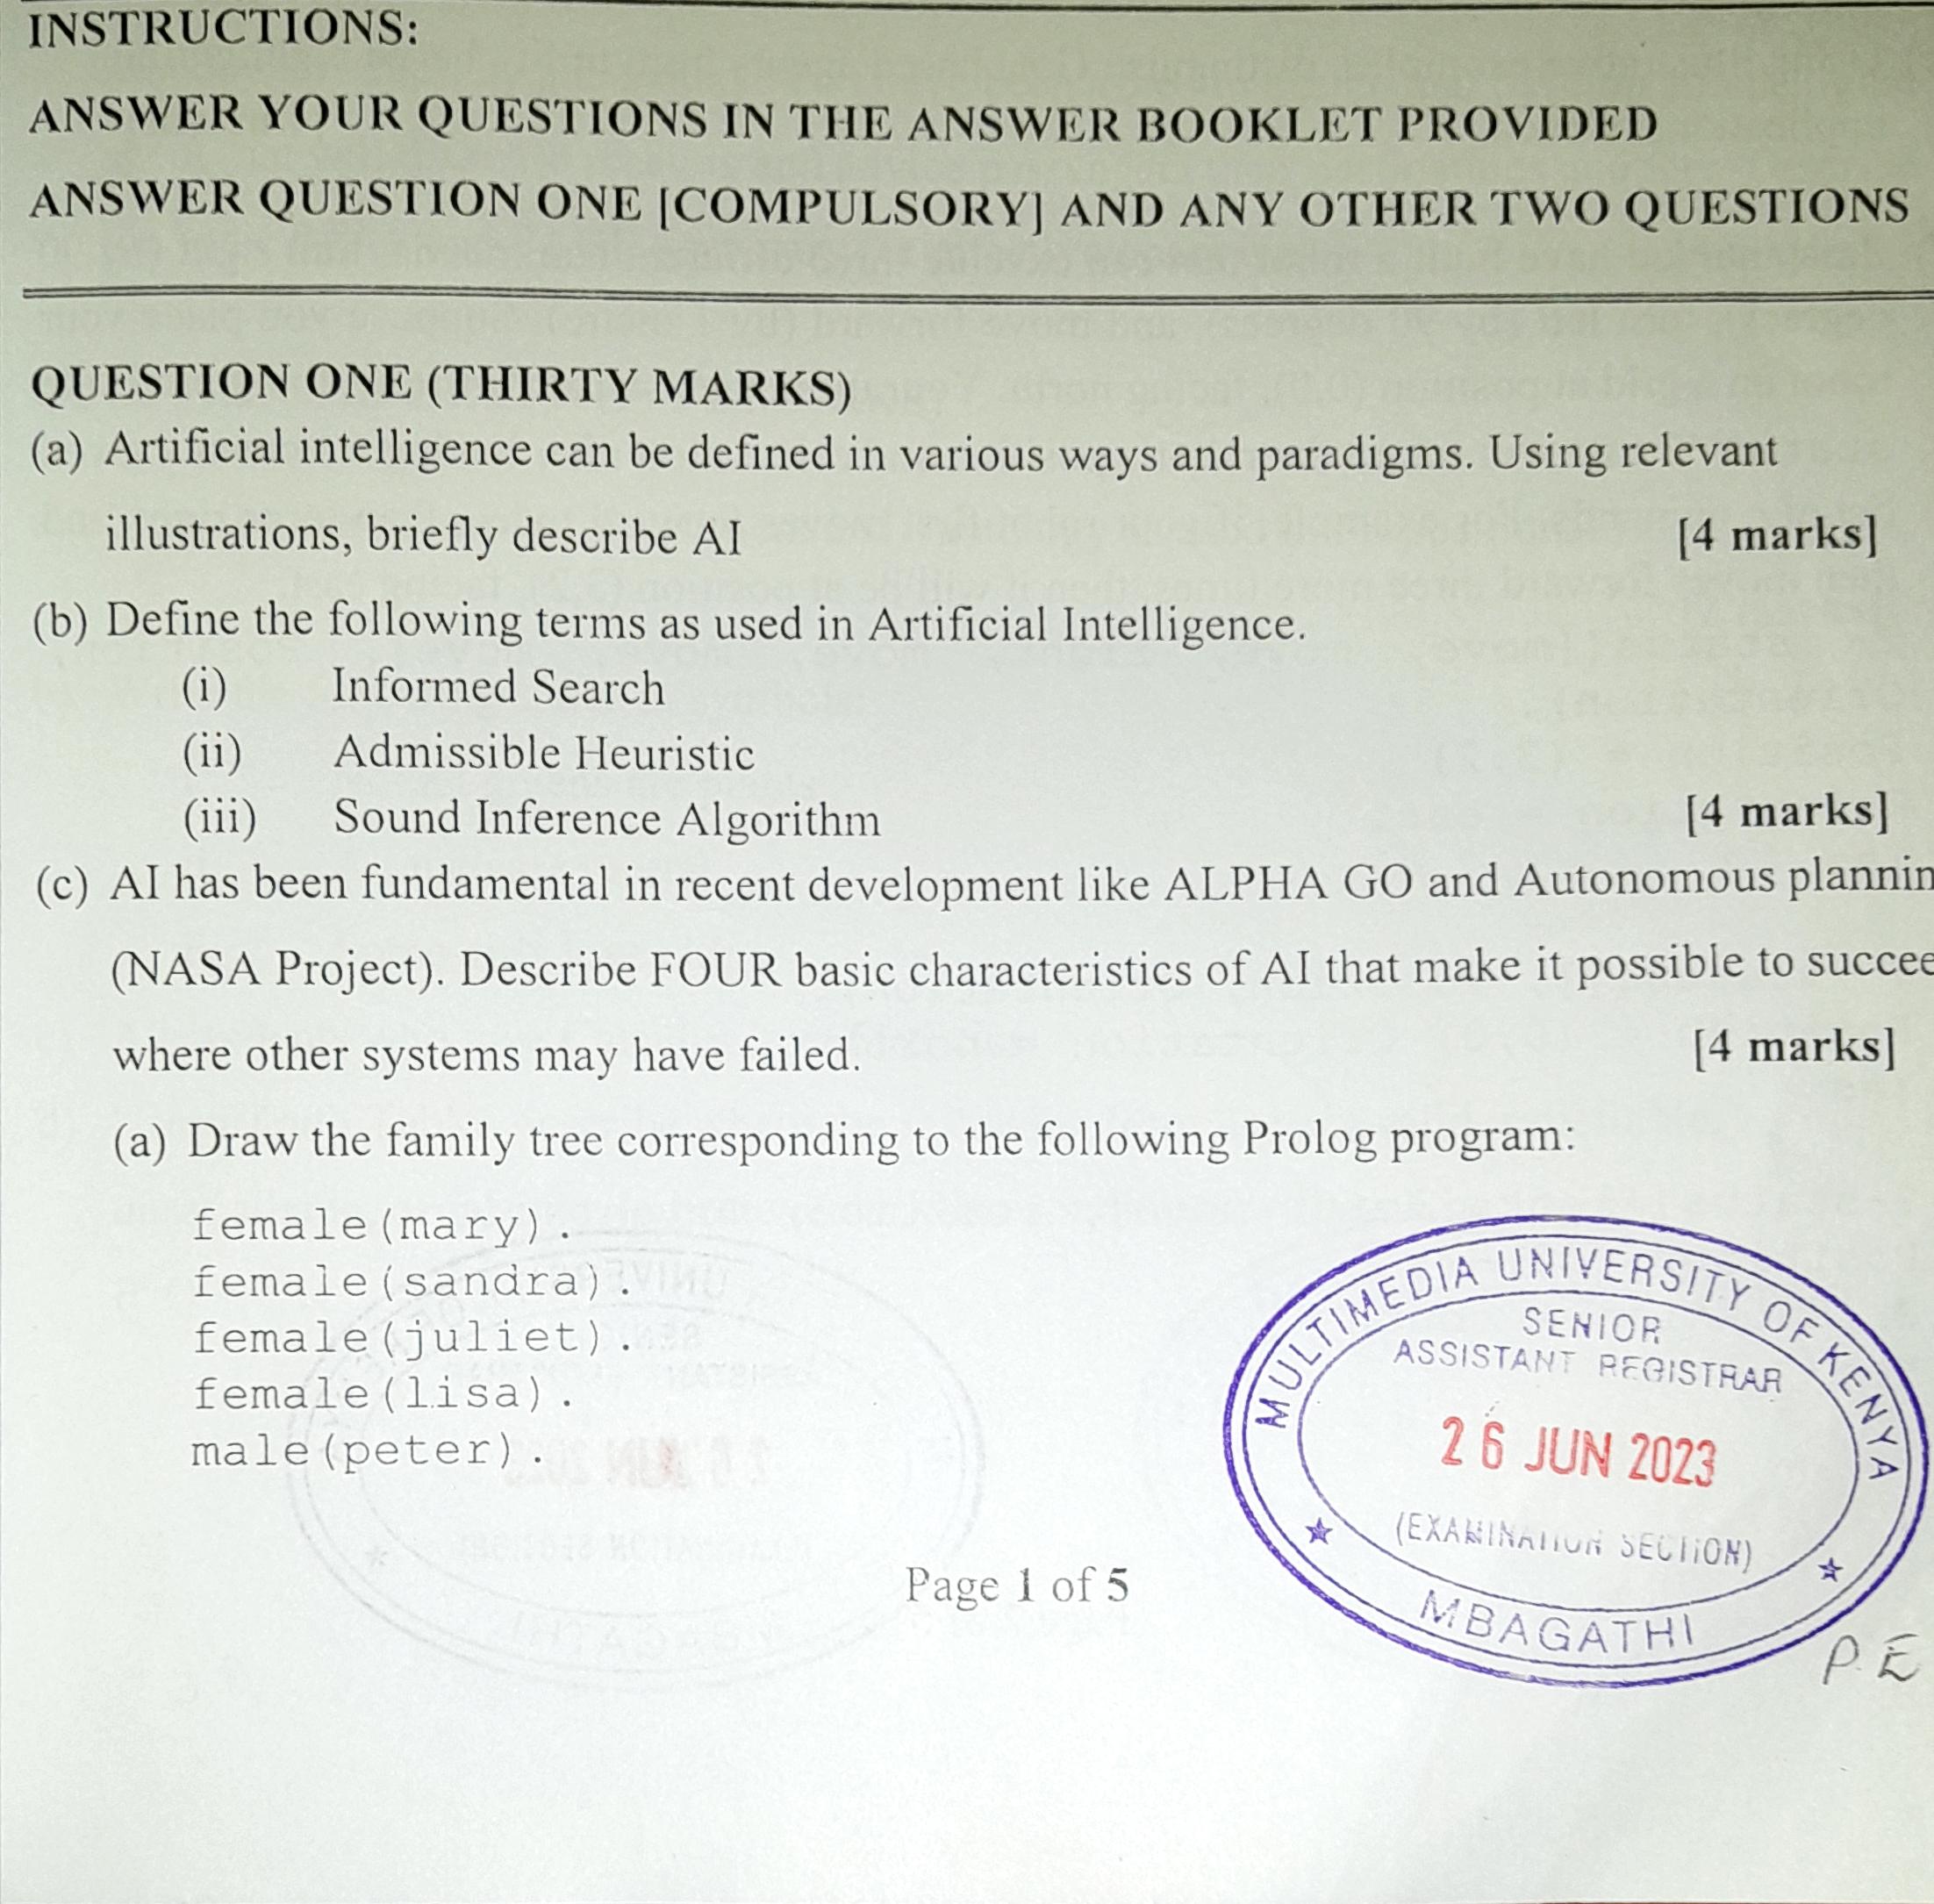 INSTRUCTIONS:
ANSWER YOUR QUESTIONS IN THE ANSWER BOOKLET PROVIDED
ANSWER QUESTION ONE [COMPULSORY] AND ANY OTHER TWO QUESTIONS
QUESTION ONE (THIRTY MARKS)
(a) Artificial intelligence can be defined in various ways and paradigms. Using relevant
illustrations, briefly describe AI [4 marks]
(b) Define the following terms as used in Artificial Intelligence.
(i) Informed Search
(ii) Admissible Heuristic
(iii) Sound Inference Algorithm [4 marks]
(c) AI has been fundamental in recent development like ALPHA GO and Autonomous plannin
(NASA Project). Describe FOUR basic characteristics of AI that make it possible to succee
where other systems may have failed. [4 marks]
(a) Draw the family tree corresponding to the following Prolog program:
female(mary).
female(sandra).
female(juliet).
female(lisa).
male(peter).
MULTIMEDIA UNIVERSITY OF KENYA
SENIOR
ASSISTANT REGISTRAR
26 JUN 2023
(EXAMINATION SECTION)
MBAGATHI
Page 1 of 5
P.E